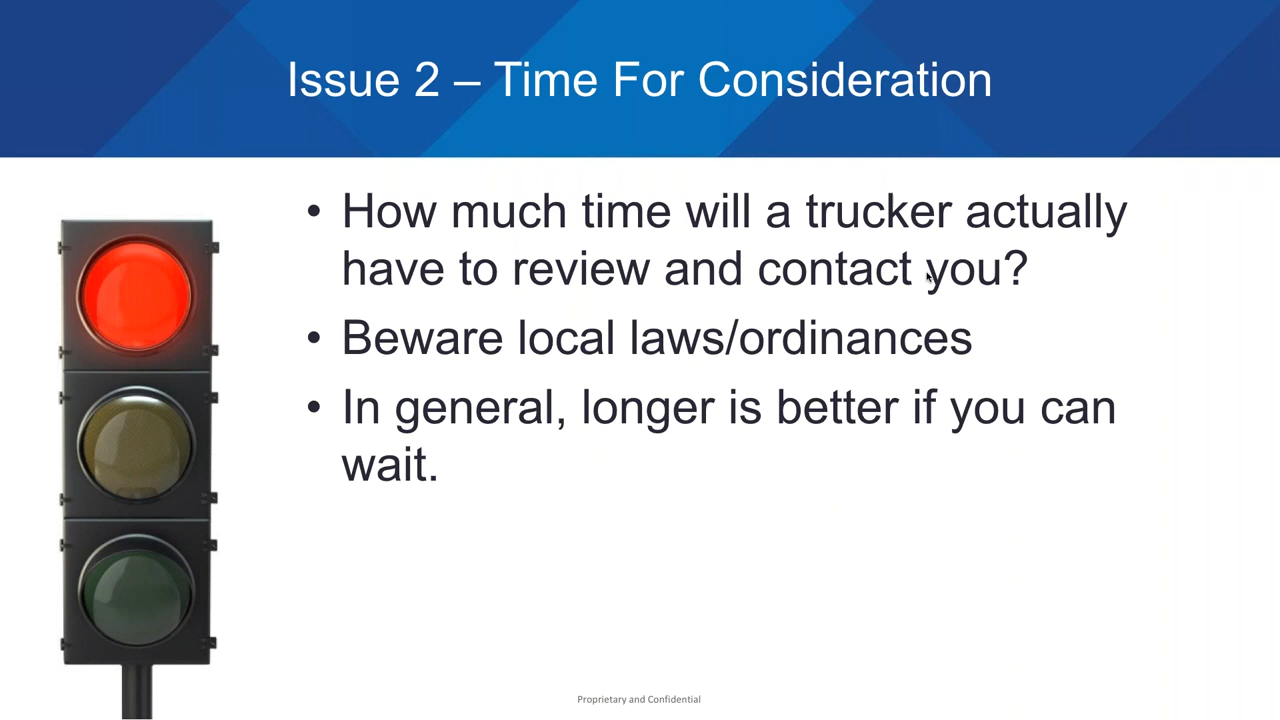 Issue 2 – Time For Consideration
• How much time will a trucker actually
have to review and contact you?
• Beware local laws/ordinances
• In general, longer is better if you can
wait.
Proprietary and Confidential